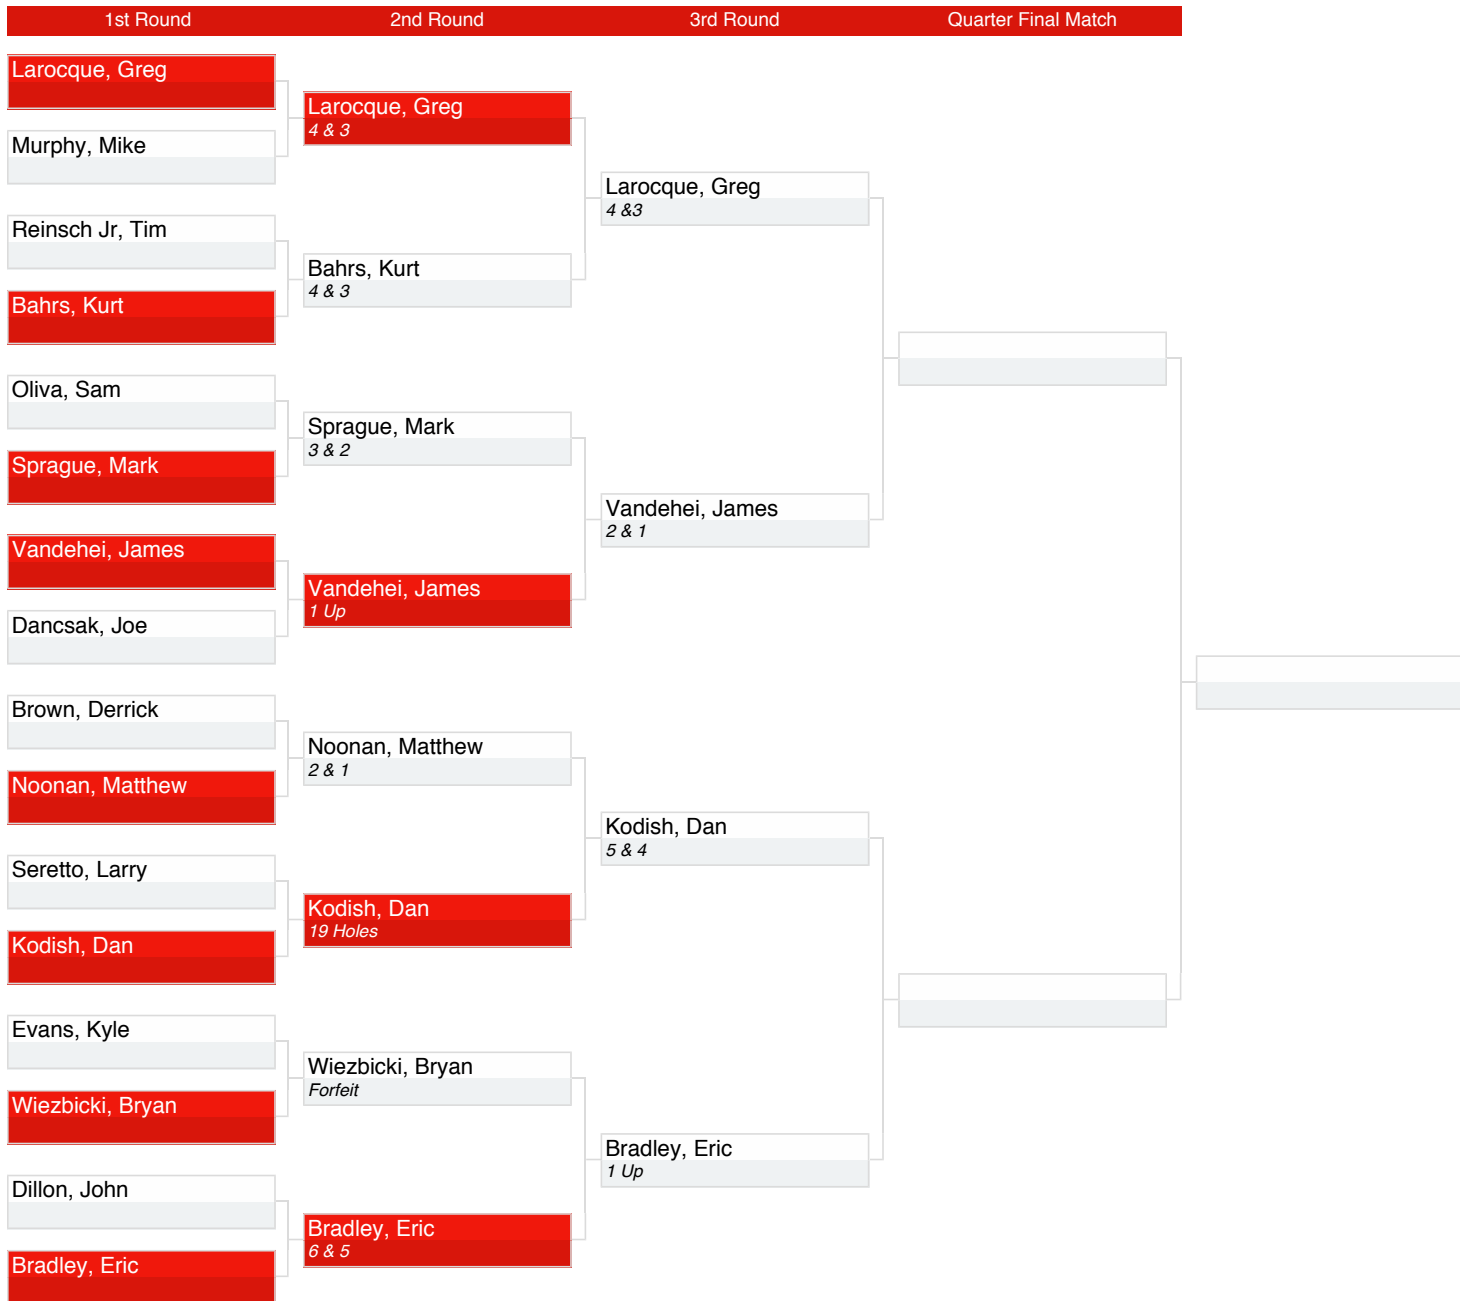 1st Round
2nd Round
3rd Round
Quarter Final Match
Larocque, Greg
Murphy, Mike
Reinsch Jr, Tim
Bahrs, Kurt
Oliva, Sam
Sprague, Mark
Vandehei, James
Dancsak, Joe
Brown, Derrick
Noonan, Matthew
Seretto, Larry
Kodish, Dan
Evans, Kyle
Wiezbicki, Bryan
Dillon, John
Bradley, Eric
Larocque, Greg
4 & 3
Bahrs, Kurt
4 & 3
Sprague, Mark
3 & 2
Vandehei, James
1 Up
Noonan, Matthew
2 & 1
Kodish, Dan
19 Holes
Wiezbicki, Bryan
Forfeit
Bradley, Eric
6 & 5
Larocque, Greg
4 &3
Vandehei, James
2 & 1
Kodish, Dan
5 & 4
Bradley, Eric
1 Up